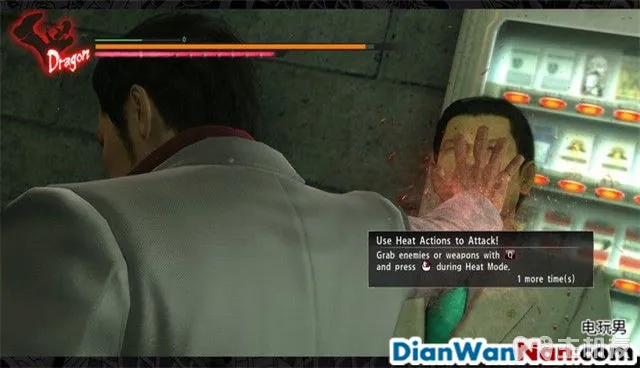 Dragon
0
Use Heat Actions to Attack!
Grab enemies or weapons with Q
and press during Heat Mode.
1 more time(s)
电玩男
DianWanNan.com